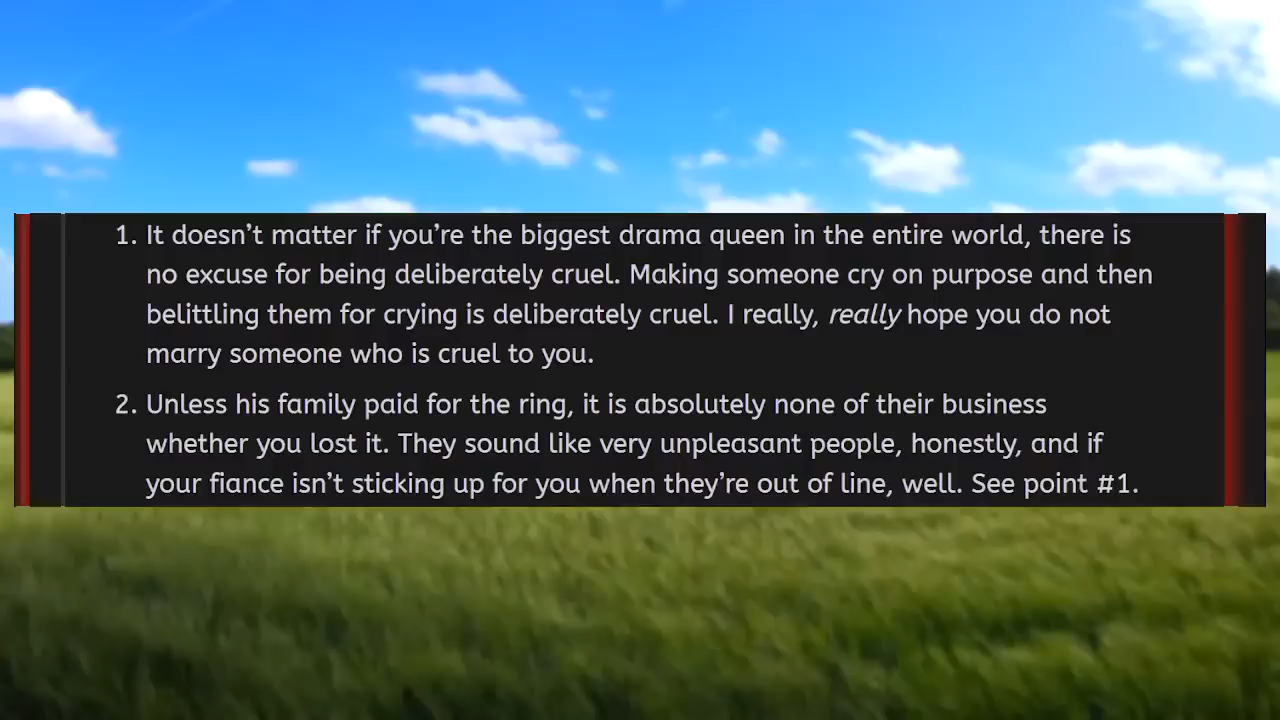 1. It doesn’t matter if you’re the biggest drama queen in the entire world, there is
no excuse for being deliberately cruel. Making someone cry on purpose and then
belittling them for crying is deliberately cruel. I really, really hope you do not
marry someone who is cruel to you.
2. Unless his family paid for the ring, it is absolutely none of their business
whether you lost it. They sound like very unpleasant people, honestly, and if
your fiance isn’t sticking up for you when they’re out of line, well. See point #1.